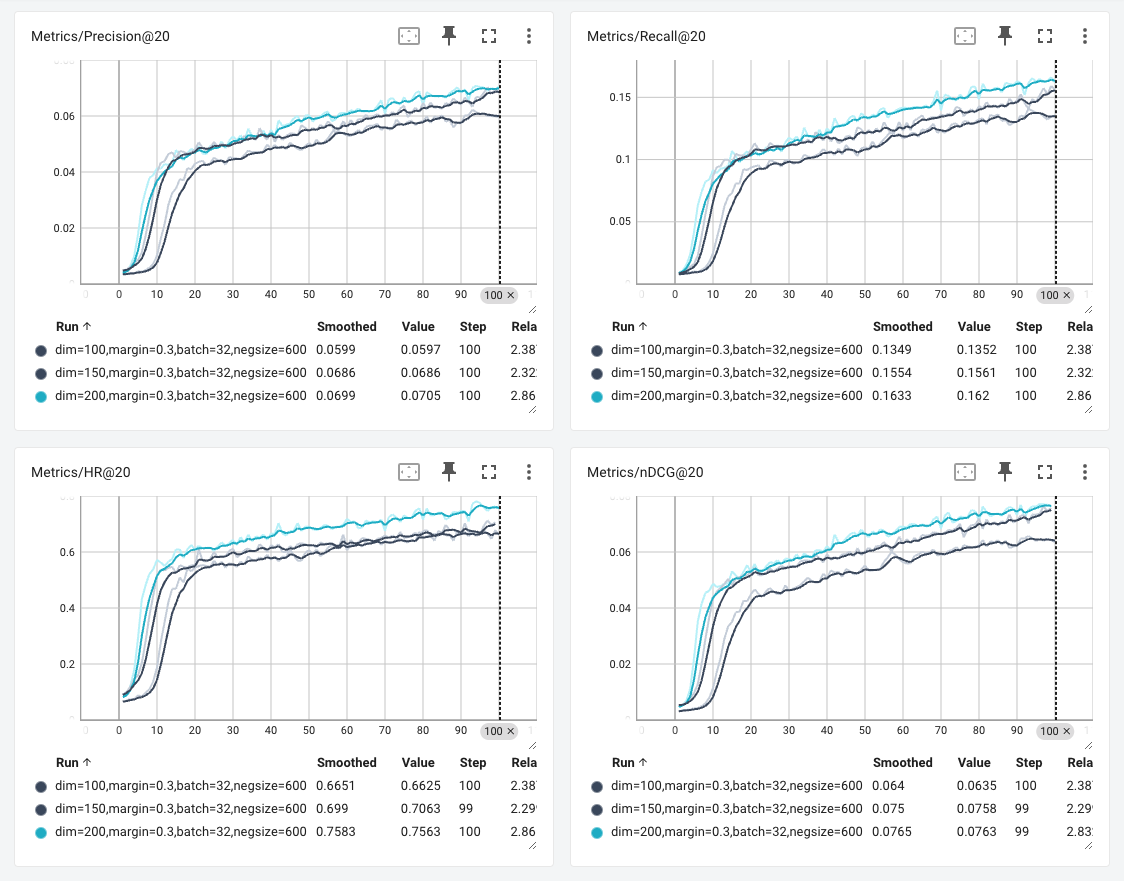 Metrics/Precision@20
0.06
0.04
0.02
0 10 20 30 40 50 60 70 80 90 100 ×
Run ↑ Smoothed Value Step Rela
dim=100,margin=0.3,batch=32,negsize=600 0.0599 0.0597 100 2.38
dim=150,margin=0.3,batch=32,negsize=600 0.0686 0.0686 100 2.32
dim=200,margin=0.3,batch=32,negsize=600 0.0699 0.0705 100 2.86
Metrics/Recall@20
0.15
0.1
0.05
0 10 20 30 40 50 60 70 80 90 100 ×
Run ↑ Smoothed Value Step Rela
dim=100,margin=0.3,batch=32,negsize=600 0.1349 0.1352 100 2.38
dim=150,margin=0.3,batch=32,negsize=600 0.1554 0.1561 100 2.32
dim=200,margin=0.3,batch=32,negsize=600 0.1633 0.162 100 2.86
Metrics/HR@20
0.6
0.4
0.2
0 10 20 30 40 50 60 70 80 90 100 ×
Run ↑ Smoothed Value Step Rela
dim=100,margin=0.3,batch=32,negsize=600 0.6651 0.6625 100 2.38
dim=150,margin=0.3,batch=32,negsize=600 0.699 0.7063 99 2.29
dim=200,margin=0.3,batch=32,negsize=600 0.7583 0.7563 100 2.86
Metrics/nDCG@20
0.06
0.04
0.02
0 10 20 30 40 50 60 70 80 90 100 ×
Run ↑ Smoothed Value Step Rela
dim=100,margin=0.3,batch=32,negsize=600 0.064 0.0635 100 2.38
dim=150,margin=0.3,batch=32,negsize=600 0.075 0.0758 99 2.29
dim=200,margin=0.3,batch=32,negsize=600 0.0765 0.0763 99 2.83